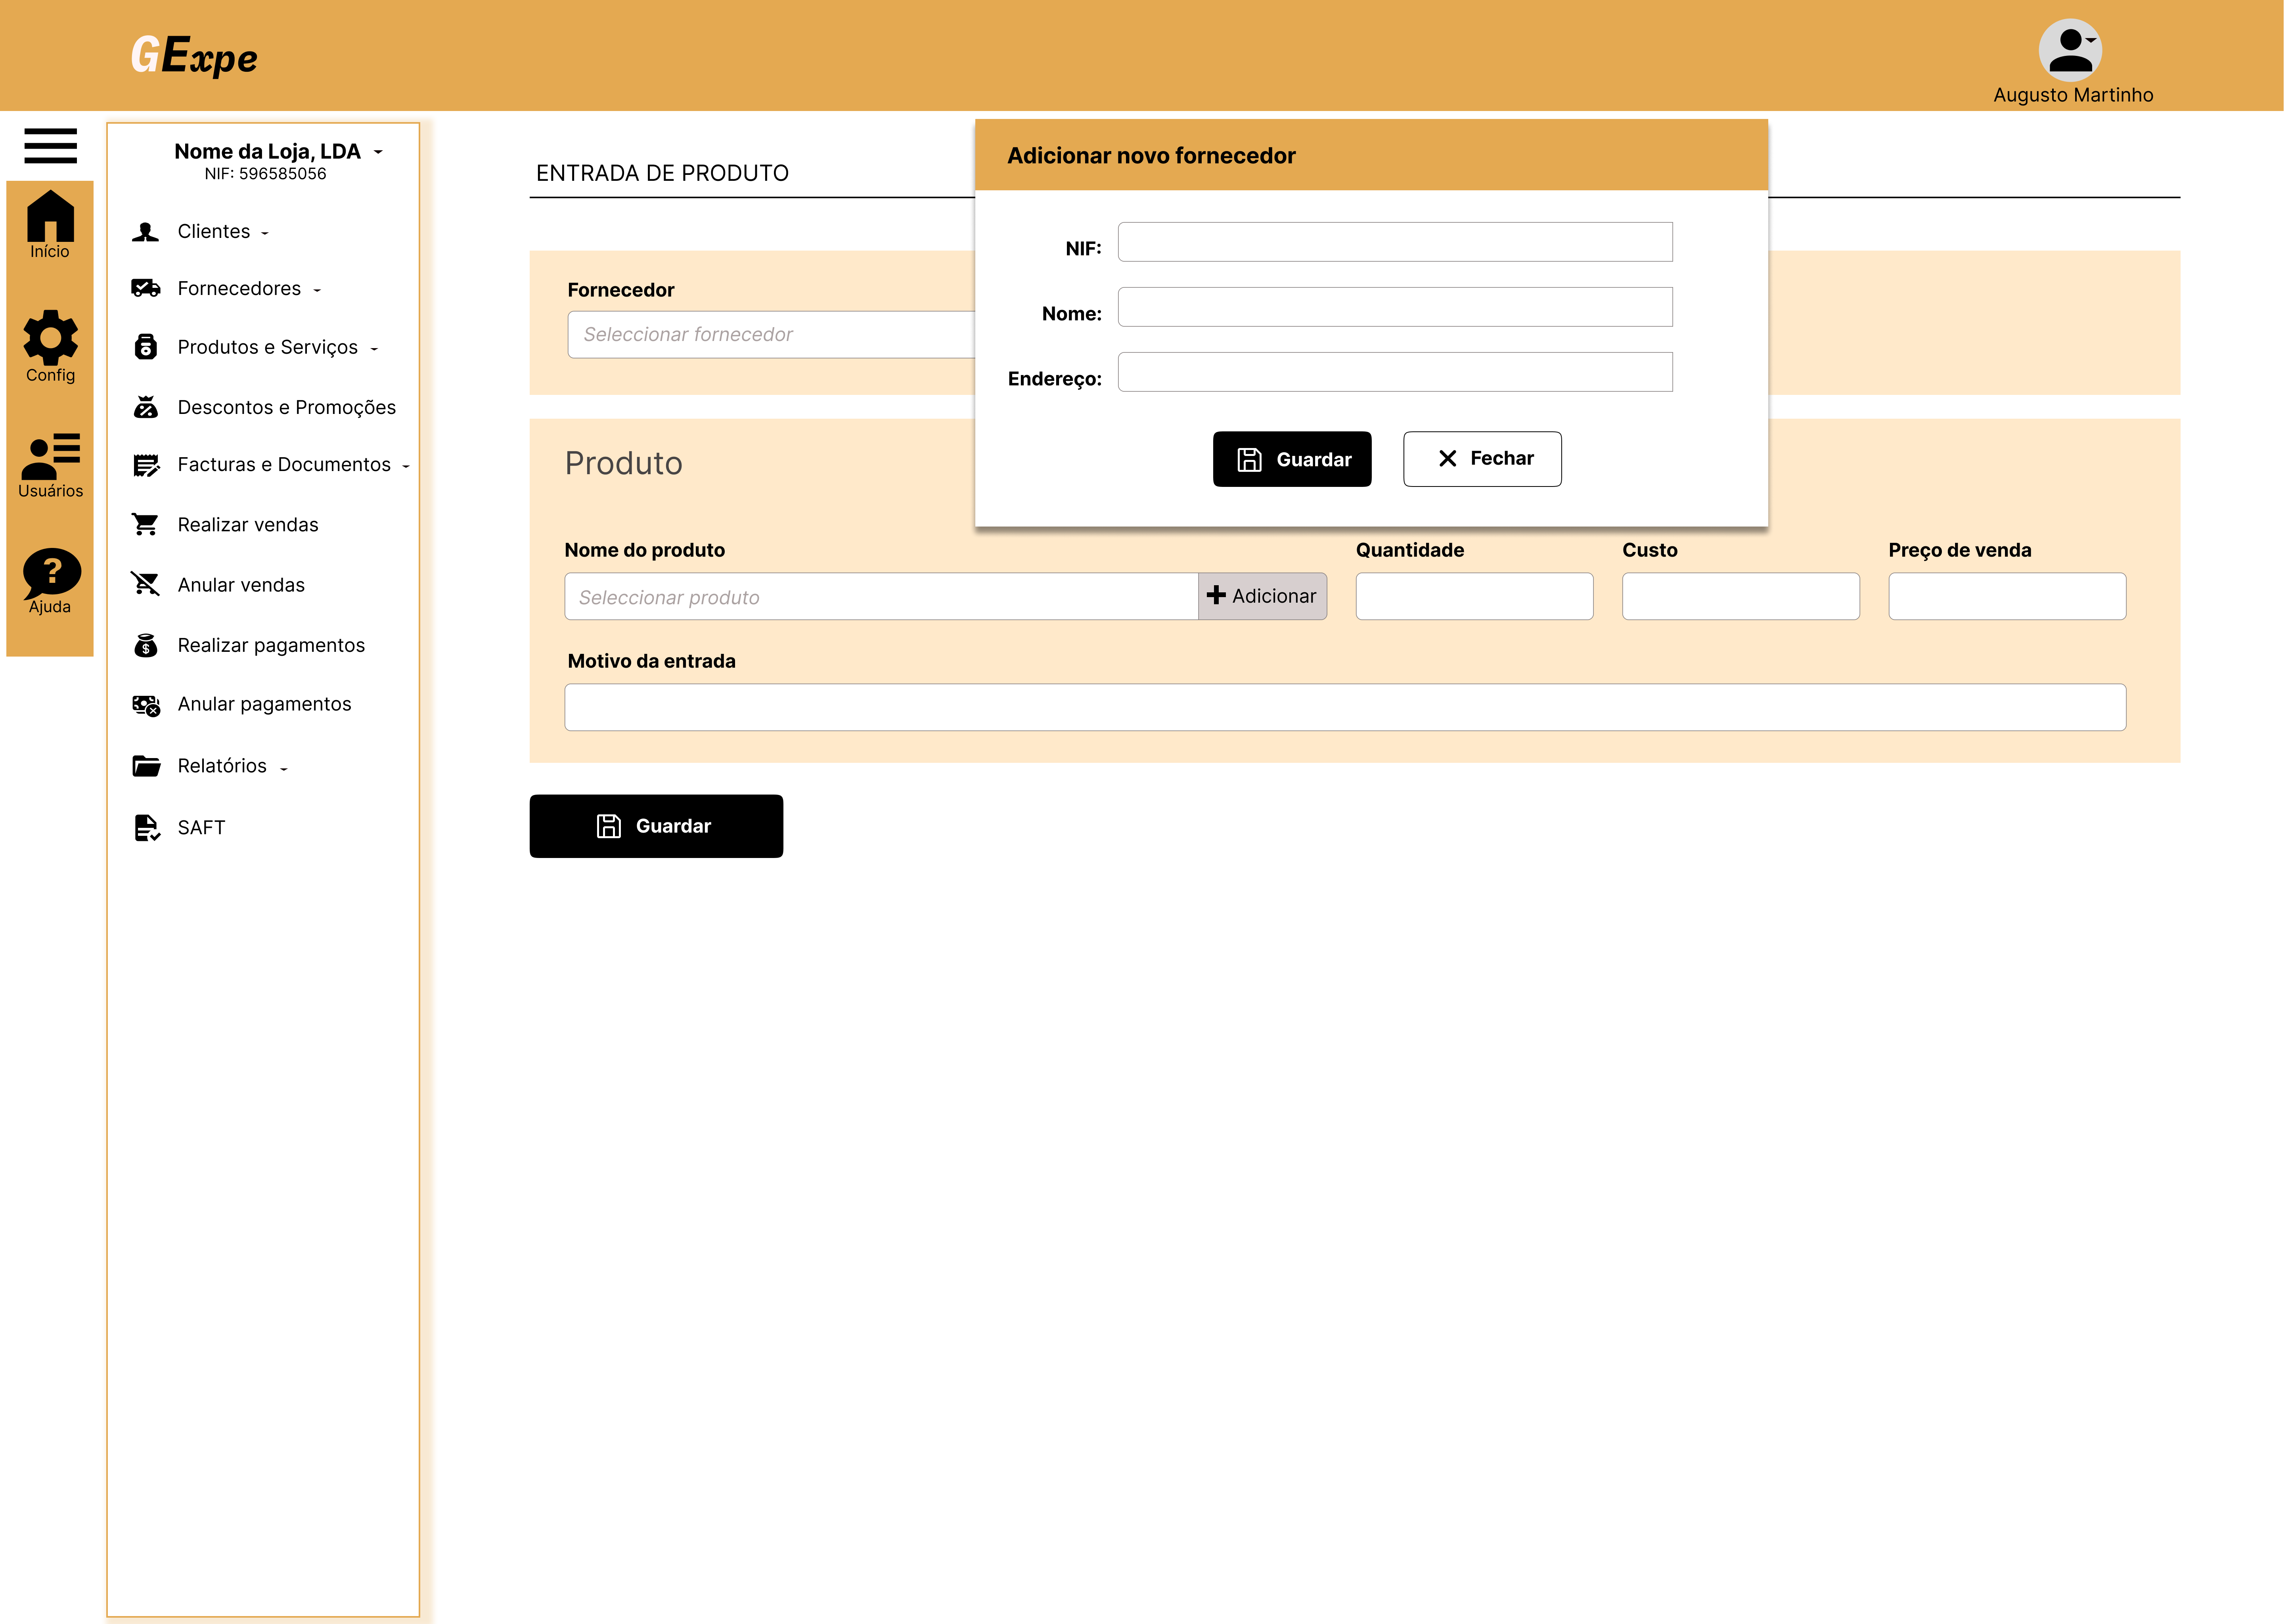 GExpe
Augusto Martinho
Início
Config
Usuários
Ajuda
Nome da Loja, LDA
NIF: 596585056
Clientes
Fornecedores
Produtos e Serviços
Descontos e Promoções
Facturas e Documentos
Realizar vendas
Anular vendas
Realizar pagamentos
Anular pagamentos
Relatórios
SAFT
ENTRADA DE PRODUTO
Fornecedor
Seleccionar fornecedor
Adicionar novo fornecedor
NIF:
Nome:
Endereço:
Guardar
Fechar
Produto
Nome do produto
Seleccionar produto
Adicionar
Quantidade
Custo
Preço de venda
Motivo da entrada
Guardar